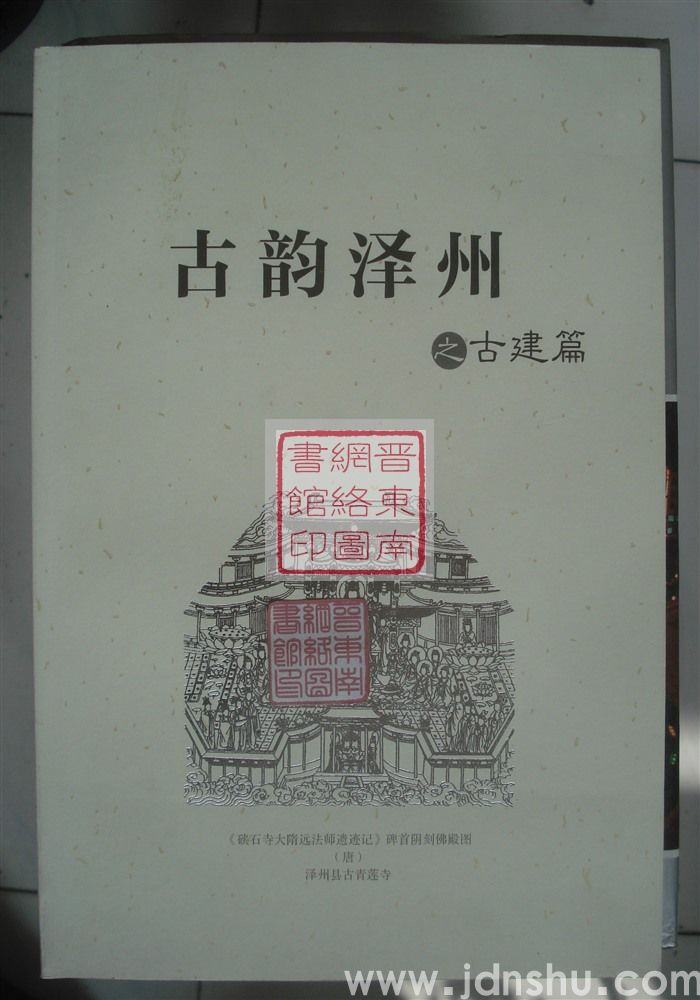 古韵泽州
之古建篇
晋東南
網絡圖
書館印
晋東南
網絡圖
書館印
《硖石寺大隋远法师遗迹记》碑首阴刻佛殿图
（唐）
泽州县古青莲寺
www.jdnshu.com